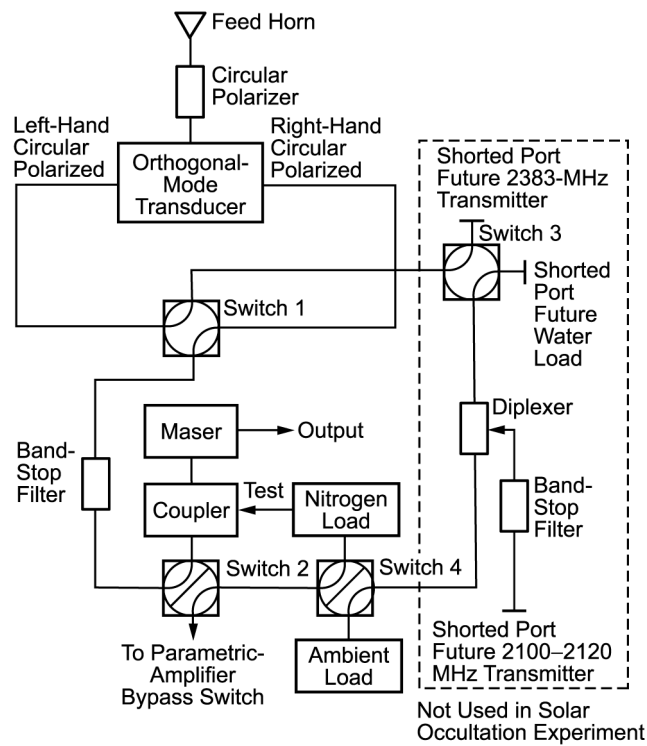 Feed Horn
Circular
Polarizer
Left-Hand
Circular
Polarized
Right-Hand
Circular
Polarized
Orthogonal-
Mode
Transducer
Shorted Port
Future 2383-MHz
Transmitter
Switch 3
Shorted
Port
Future
Water
Load
Switch 1
Diplexer
Maser
Output
Band-
Stop
Filter
Coupler
Test
Nitrogen
Load
Band-
Stop
Filter
Switch 2
Switch 4
To Parametric-
Amplifier
Bypass Switch
Ambient
Load
Shorted Port
Future 2100–2120
MHz Transmitter
Not Used in Solar
Occultation Experiment